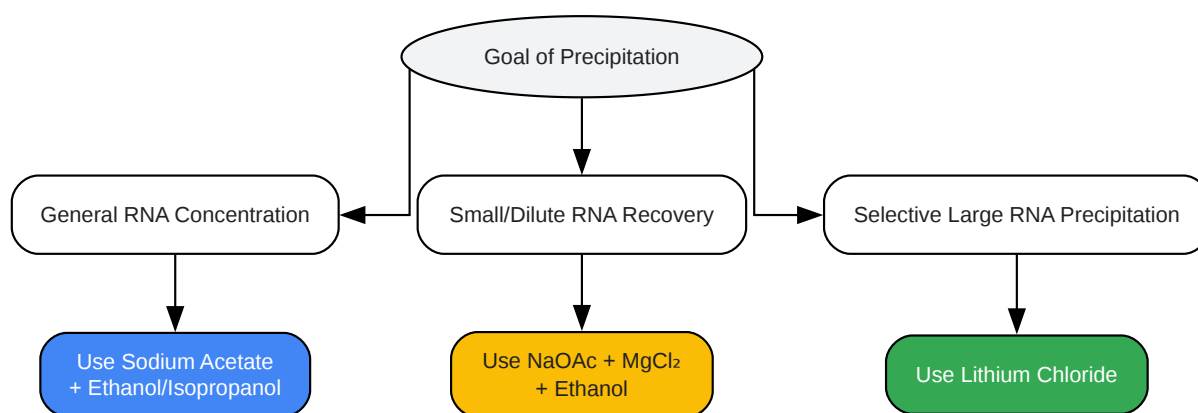 Goal of Precipitation
General RNA Concentration
Small/Dilute RNA Recovery
Selective Large RNA Precipitation
Use Sodium Acetate
+ Ethanol/Isopropanol
Use NaOAc + MgCl₂
+ Ethanol
Use Lithium Chloride